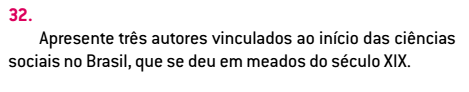 32.
Apresente três autores vinculados ao início das ciências
sociais no Brasil, que se deu em meados do século XIX.